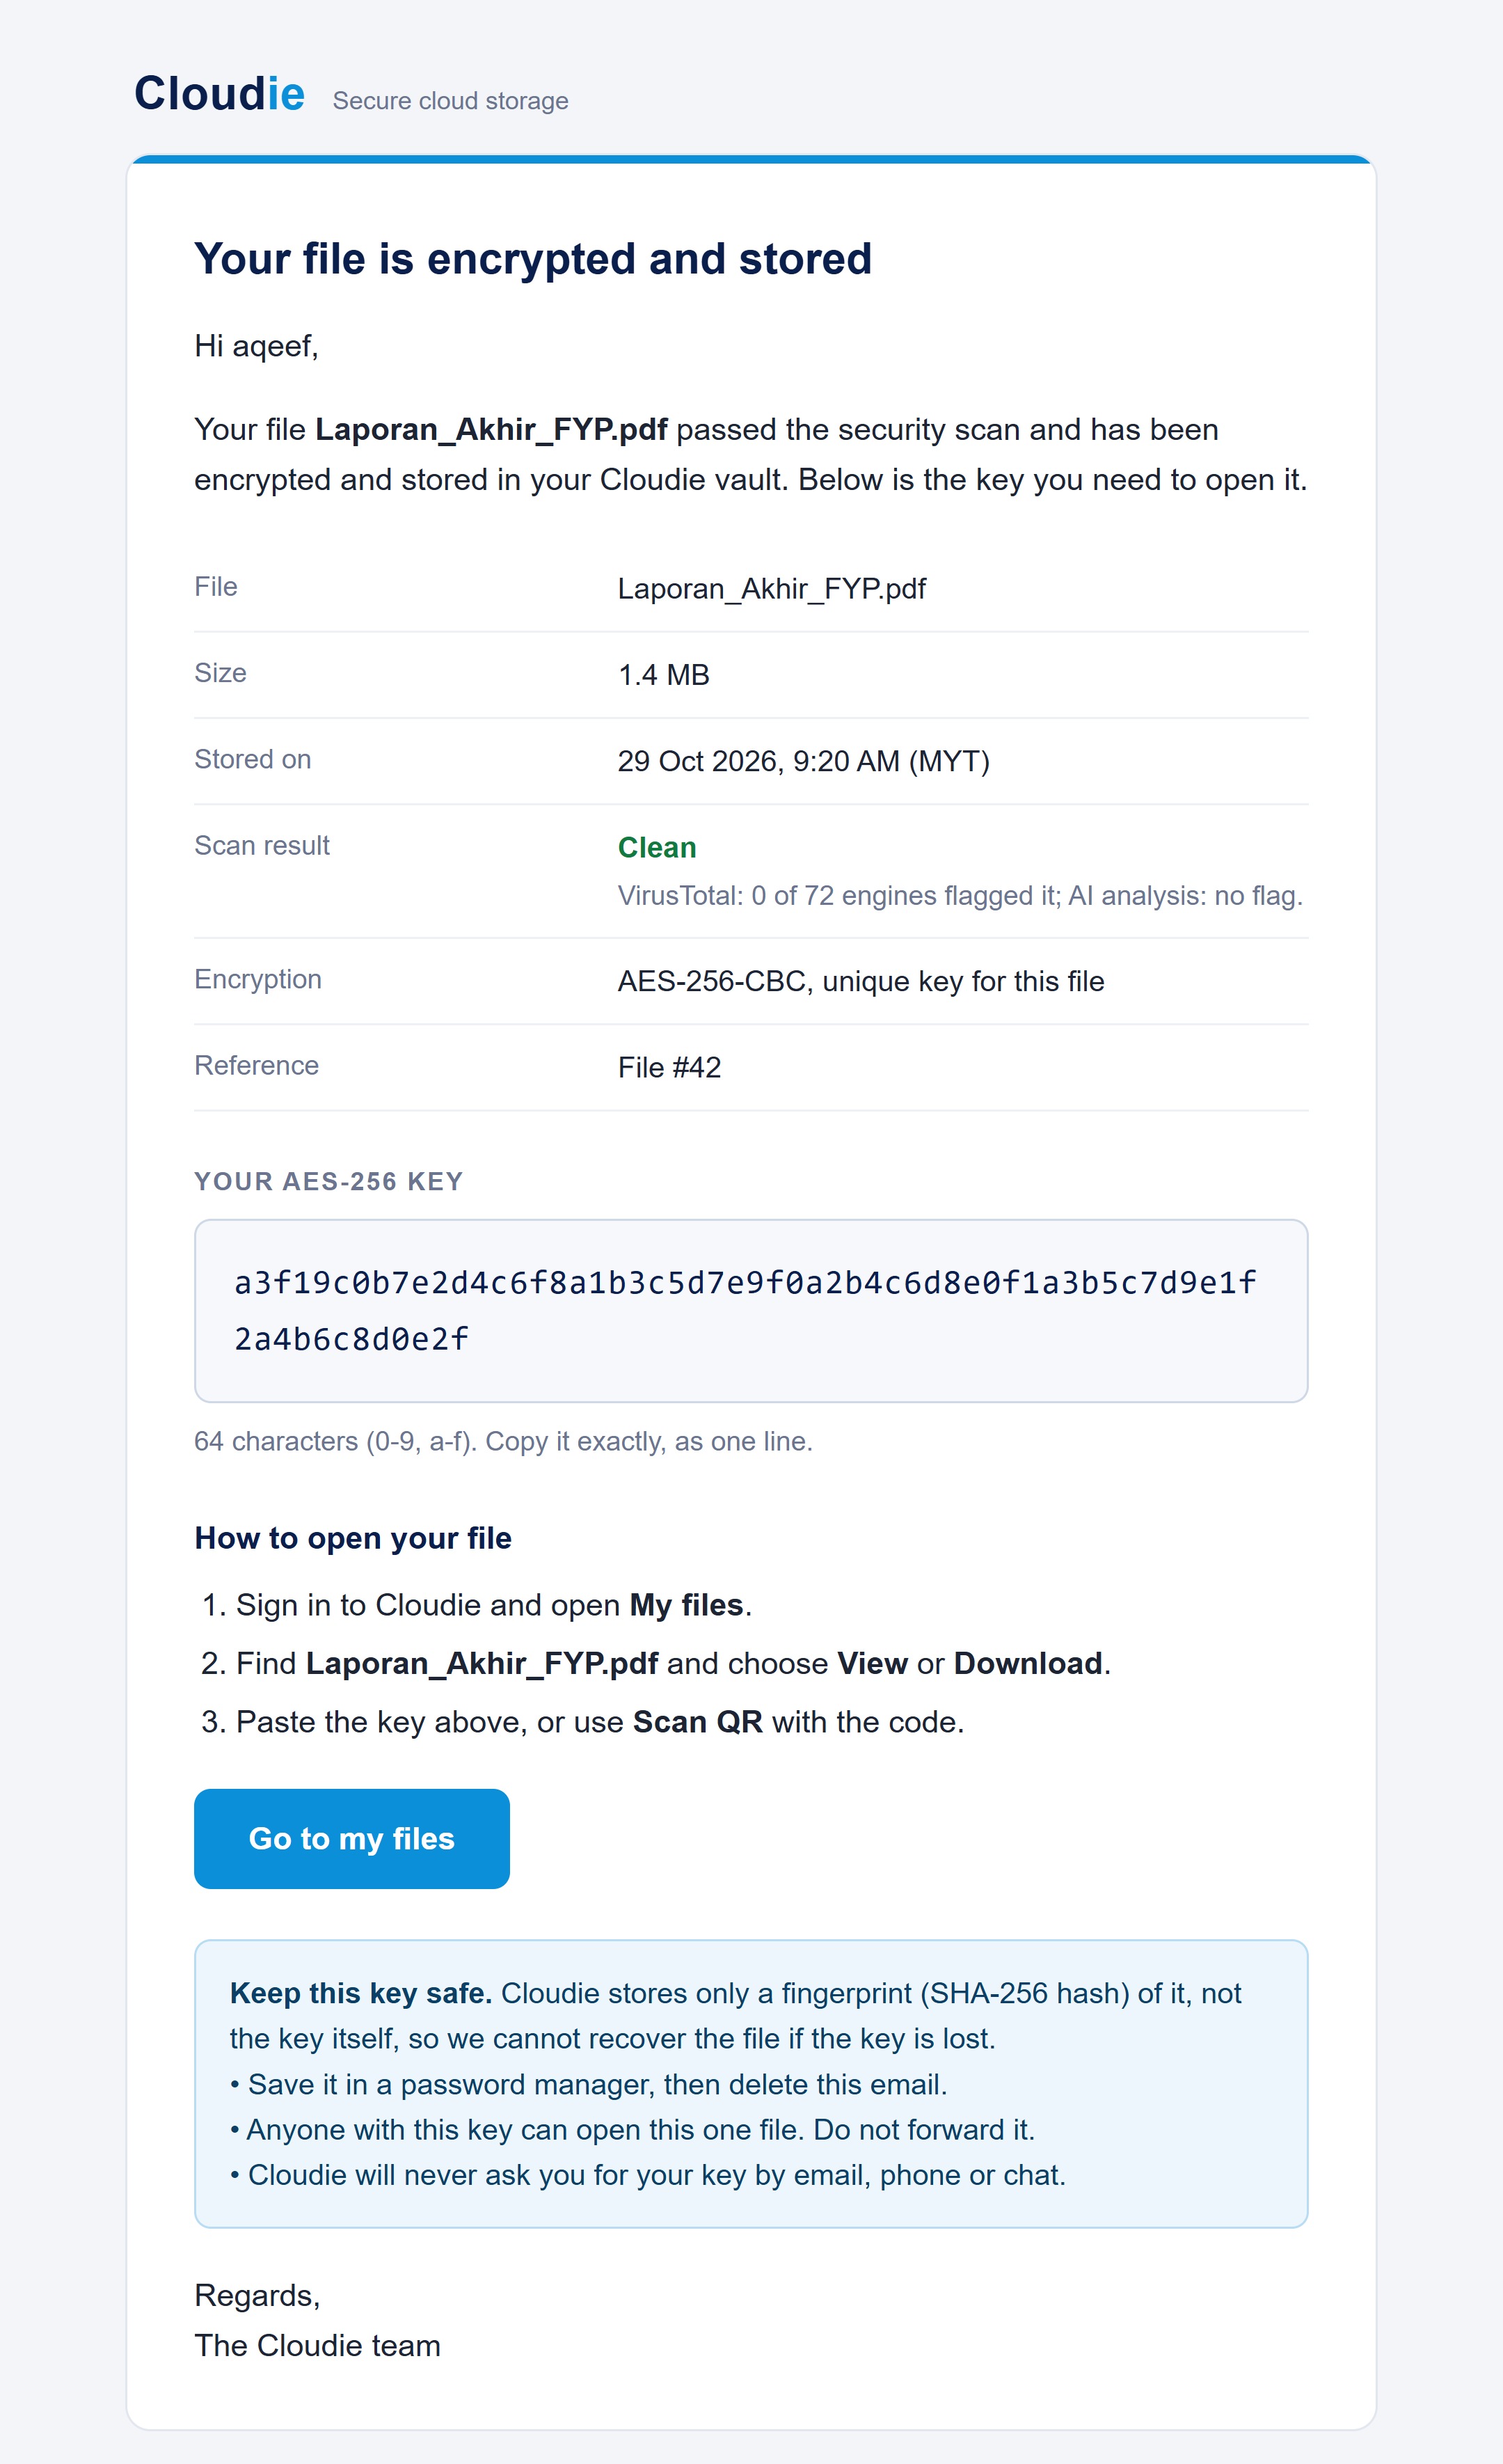 Cloudie Secure cloud storage
Your file is encrypted and stored
Hi aqeef,
Your file Laporan_Akhir_FYP.pdf passed the security scan and has been
encrypted and stored in your Cloudie vault. Below is the key you need to open it.
File Laporan_Akhir_FYP.pdf
Size 1.4 MB
Stored on 29 Oct 2026, 9:20 AM (MYT)
Scan result Clean
VirusTotal: 0 of 72 engines flagged it; AI analysis: no flag.
Encryption AES-256-CBC, unique key for this file
Reference File #42
YOUR AES-256 KEY
a3f19c0b7e2d4c6f8a1b3c5d7e9f0a2b4c6d8e0f1a3b5c7d9e1f
2a4b6c8d0e2f
64 characters (0-9, a-f). Copy it exactly, as one line.
How to open your file
1. Sign in to Cloudie and open My files.
2. Find Laporan_Akhir_FYP.pdf and choose View or Download.
3. Paste the key above, or use Scan QR with the code.
Go to my files
Keep this key safe. Cloudie stores only a fingerprint (SHA-256 hash) of it, not
the key itself, so we cannot recover the file if the key is lost.
• Save it in a password manager, then delete this email.
• Anyone with this key can open this one file. Do not forward it.
• Cloudie will never ask you for your key by email, phone or chat.
Regards,
The Cloudie team